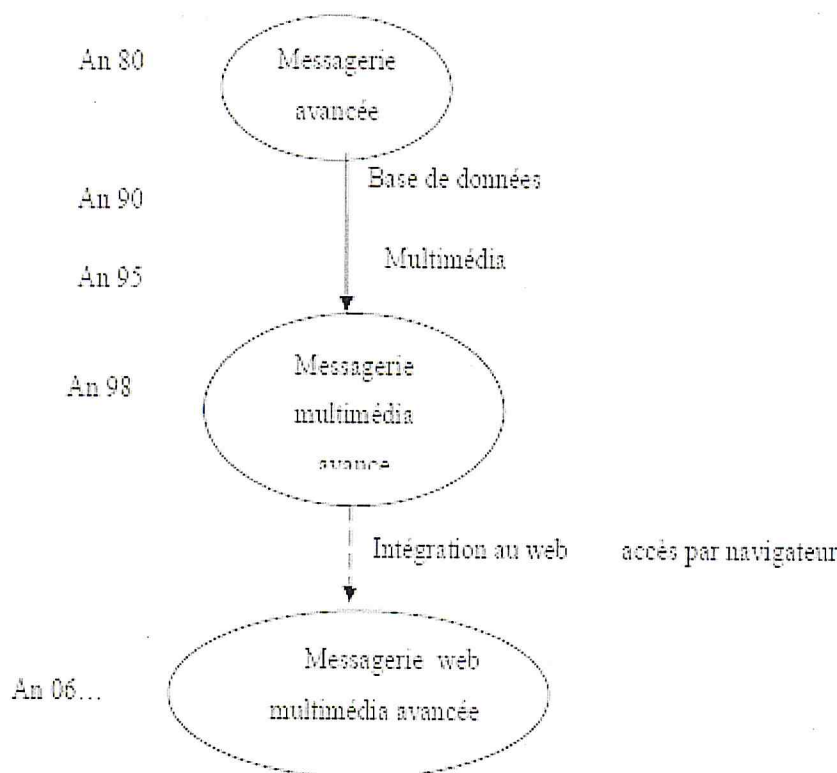 An 80
Messagerie
avancée
Base de données
An 90
Multimédia
An 95
Messagerie
An 98
multimédia
avance
Intégration au web accès par navigateur
Messagerie web
An 06...
multimédia avancée